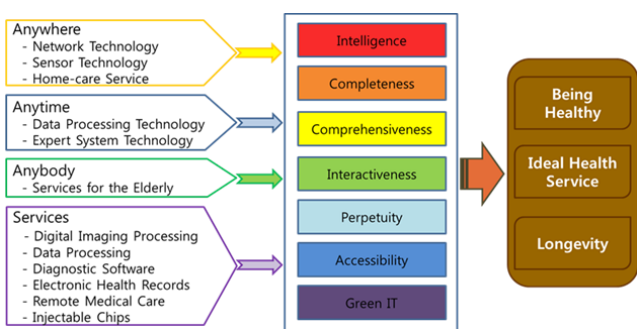 Anywhere
- Network Technology
- Sensor Technology
- Home-care Service
Anytime
- Data Processing Technology
- Expert System Technology
Anybody
- Services for the Elderly
Services
- Digital Imaging Processing
- Data Processing
- Diagnostic Software
- Electronic Health Records
- Remote Medical Care
- Injectable Chips
Intelligence
Completeness
Comprehensiveness
Interactiveness
Perpetuity
Accessibility
Green IT
Being
Healthy
Ideal Health
Service
Longevity